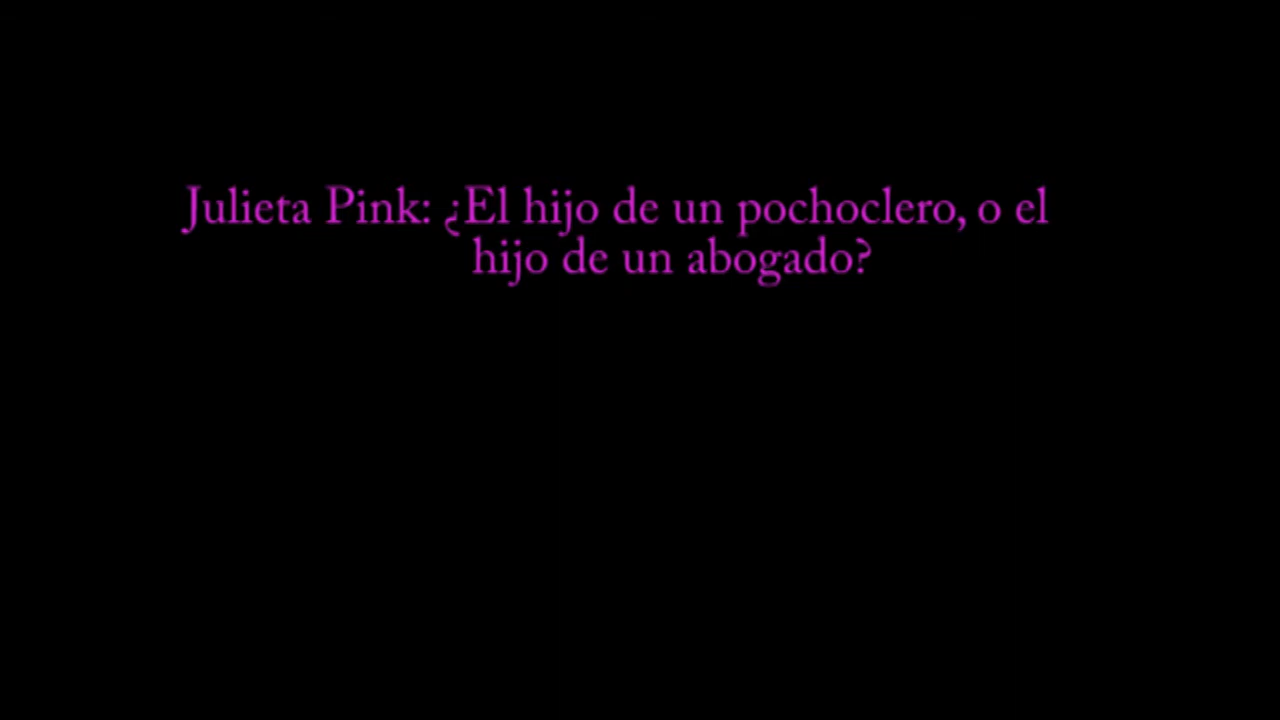 Julieta Pink: ¿El hijo de un pochoclero, o el
hijo de un abogado?